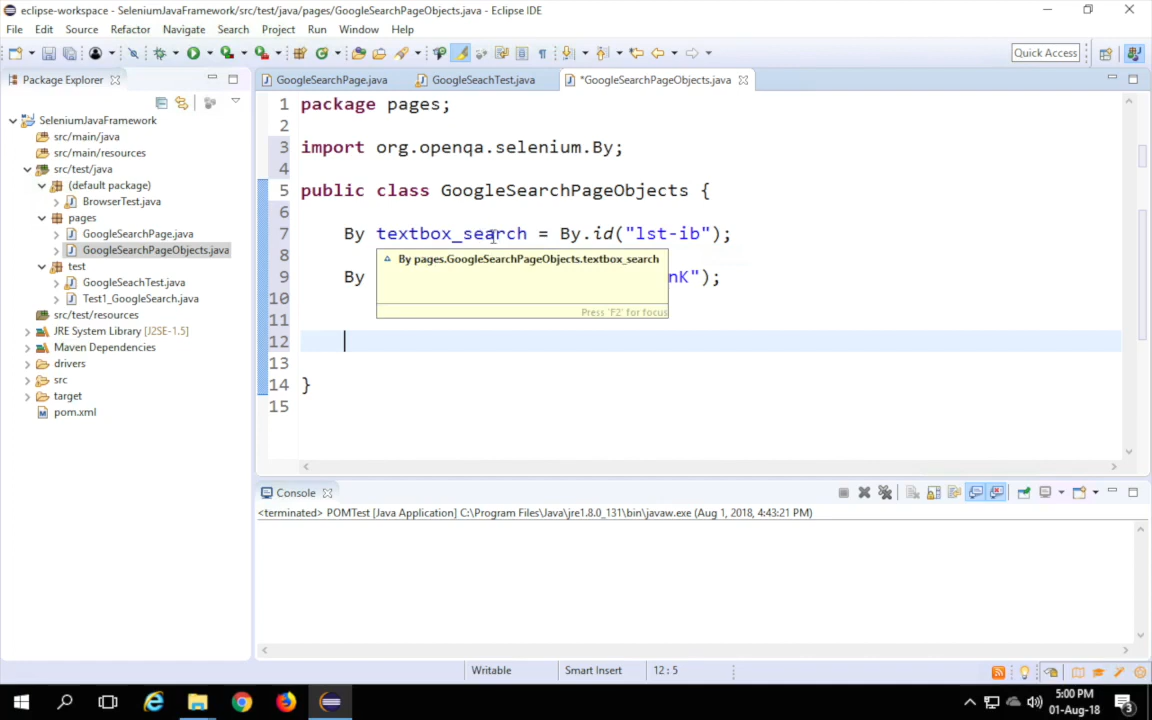 eclipse-workspace - SeleniumJavaFramework/src/test/java/pages/GoogleSearchPageObjects.java - Eclipse IDE
File Edit Source Refactor Navigate Search Project Run Window Help
Quick Access
Package Explorer
GoogleSearchPage.java
GoogleSeachTest.java
*GoogleSearchPageObjects.java
SeleniumJavaFramework
src/main/java
src/main/resources
src/test/java
(default package)
BrowserTest.java
pages
GoogleSearchPage.java
GoogleSearchPageObjects.java
test
GoogleSeachTest.java
Test1_GoogleSearch.java
src/test/resources
JRE System Library [J2SE-1.5]
Maven Dependencies
drivers
src
target
pom.xml
1 package pages;
2
3 import org.openqa.selenium.By;
4
5 public class GoogleSearchPageObjects {
6
7 By textbox_search = By.id("lst-ib");
8
By pages.GoogleSearchPageObjects.textbox_search
9 By nK");
10
Press 'F2' for focus
11
12
13
14 }
15
Console
<terminated> POMTest [Java Application] C:\Program Files\Java\jre1.8.0_131\bin\javaw.exe (Aug 1, 2018, 4:43:21 PM)
Writable
Smart Insert
12 : 5
5:00 PM
01-Aug-18
3